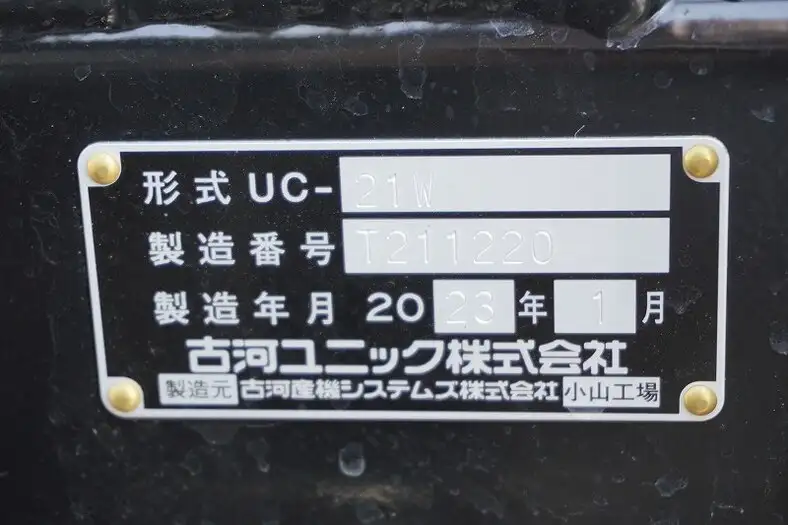 形式 UC- 21W
製造番号 T211220
製造年月 2023年1月
古河ユニック株式会社
製造元 古河産機システムズ株式会社 小山工場